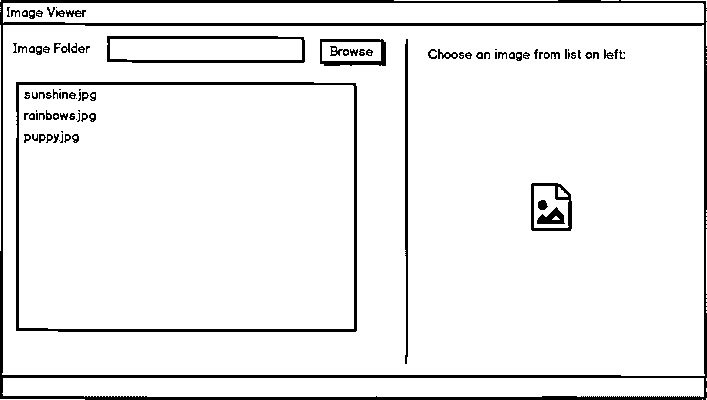 Image Viewer
Image Folder
Browse
sunshine.jpg
rainbows.jpg
puppy.jpg
Choose an image from list on left: